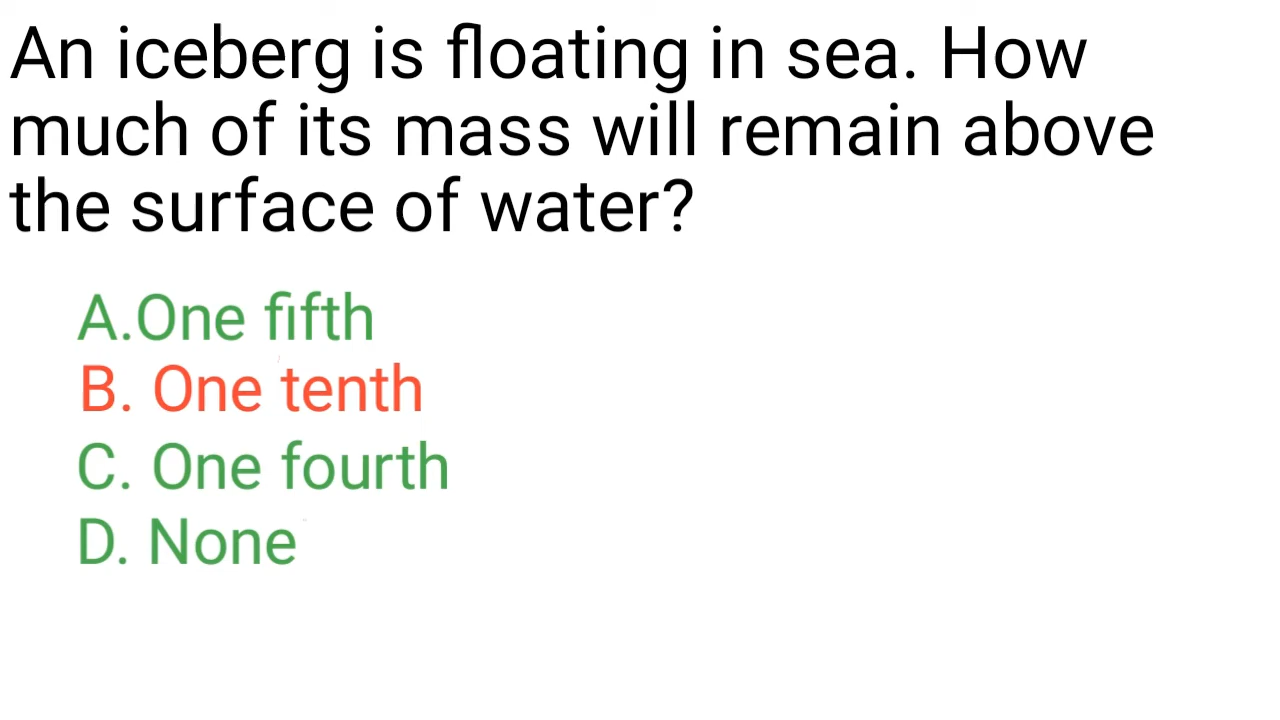 An iceberg is floating in sea. How
much of its mass will remain above
the surface of water?
A.One fifth
B. One tenth
C. One fourth
D. None